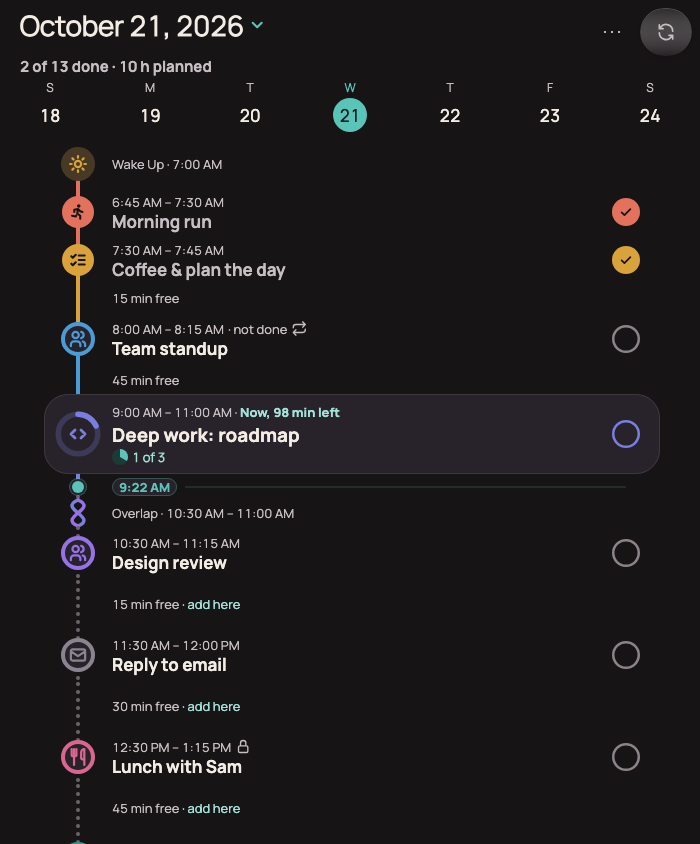 October 21, 2026
...
2 of 13 done · 10 h planned
S M T W T F S
18 19 20 21 22 23 24
Wake Up · 7:00 AM
6:45 AM – 7:30 AM
Morning run
7:30 AM – 7:45 AM
Coffee & plan the day
15 min free
8:00 AM – 8:15 AM · not done
Team standup
45 min free
9:00 AM – 11:00 AM · Now, 98 min left
Deep work: roadmap
1 of 3
9:22 AM
Overlap · 10:30 AM – 11:00 AM
10:30 AM – 11:15 AM
Design review
15 min free · add here
11:30 AM – 12:00 PM
Reply to email
30 min free · add here
12:30 PM – 1:15 PM
Lunch with Sam
45 min free · add here